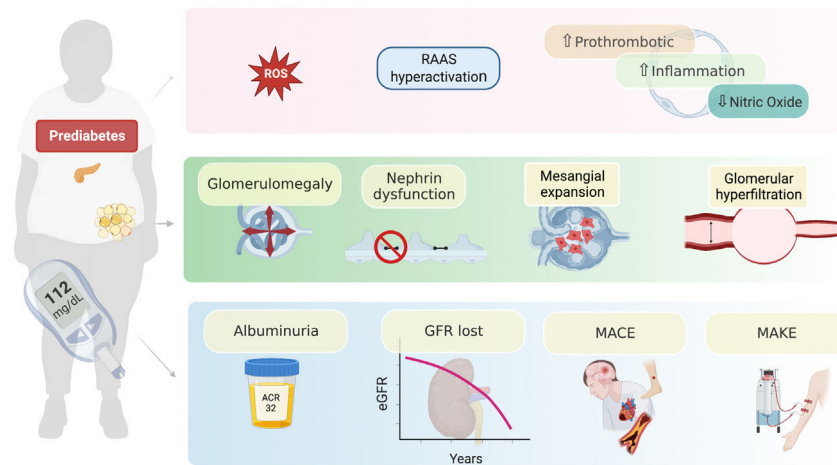 Prediabetes
112
mg/dL
ROS
RAAS
hyperactivation
⇧ Prothrombotic
⇧ Inflammation
⇩ Nitric Oxide
Glomerulomegaly
Nephrin
dysfunction
Mesangial
expansion
Glomerular
hyperfiltration
Albuminuria
ACR
32
GFR lost
eGFR
Years
MACE
MAKE